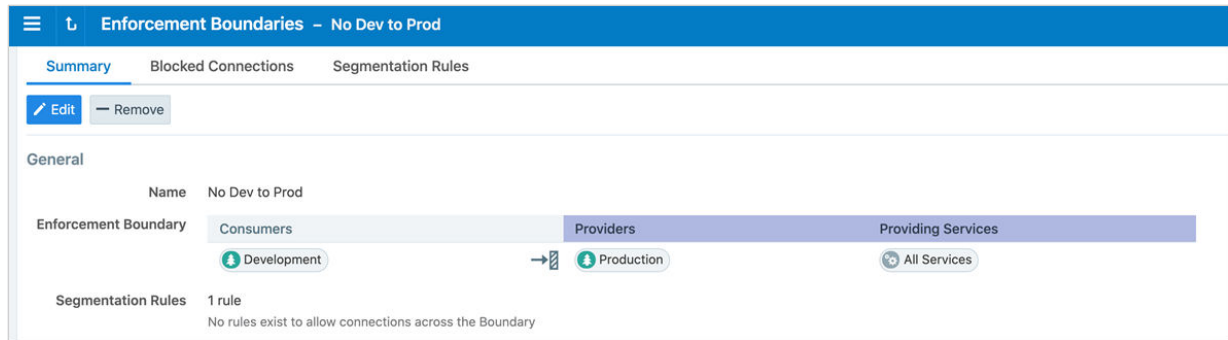 Enforcement Boundaries – No Dev to Prod
Summary Blocked Connections Segmentation Rules
Edit Remove
General
Name No Dev to Prod
Enforcement Boundary Consumers Providers Providing Services
Development Production All Services
Segmentation Rules 1 rule
No rules exist to allow connections across the Boundary